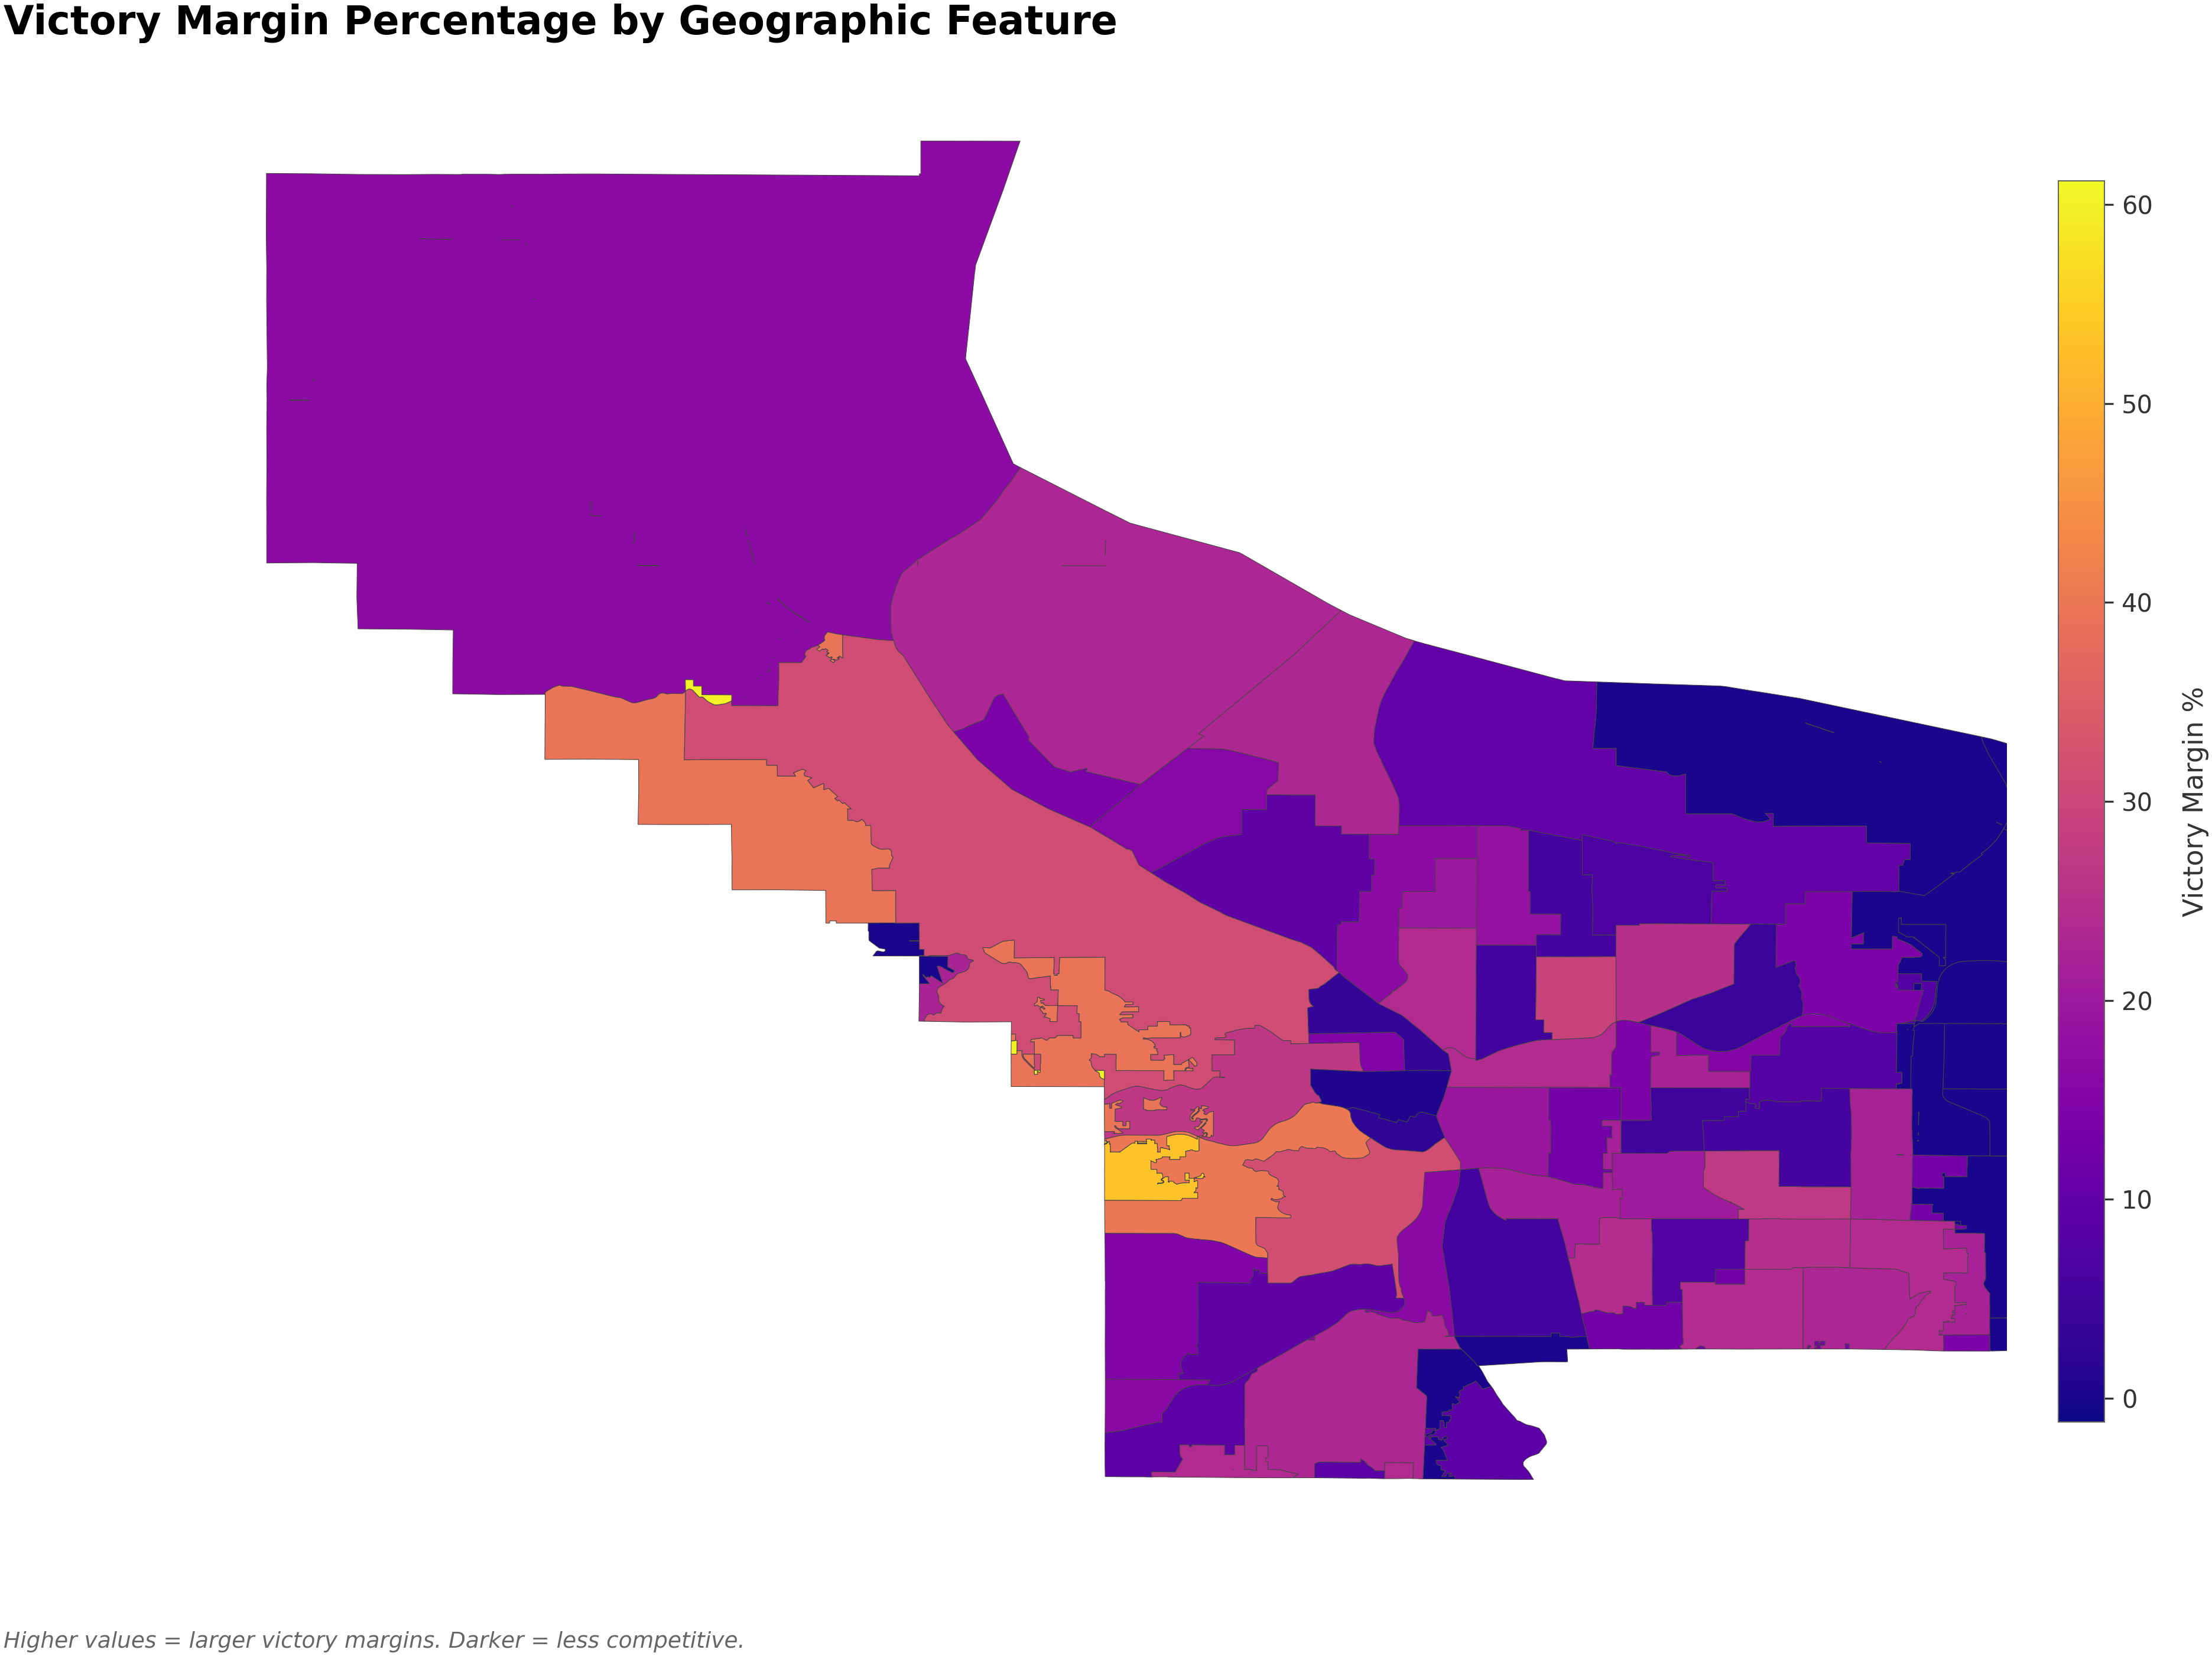 Victory Margin Percentage by Geographic Feature
60
50
40
30
20
10
0
Victory Margin %
Higher values = larger victory margins. Darker = less competitive.